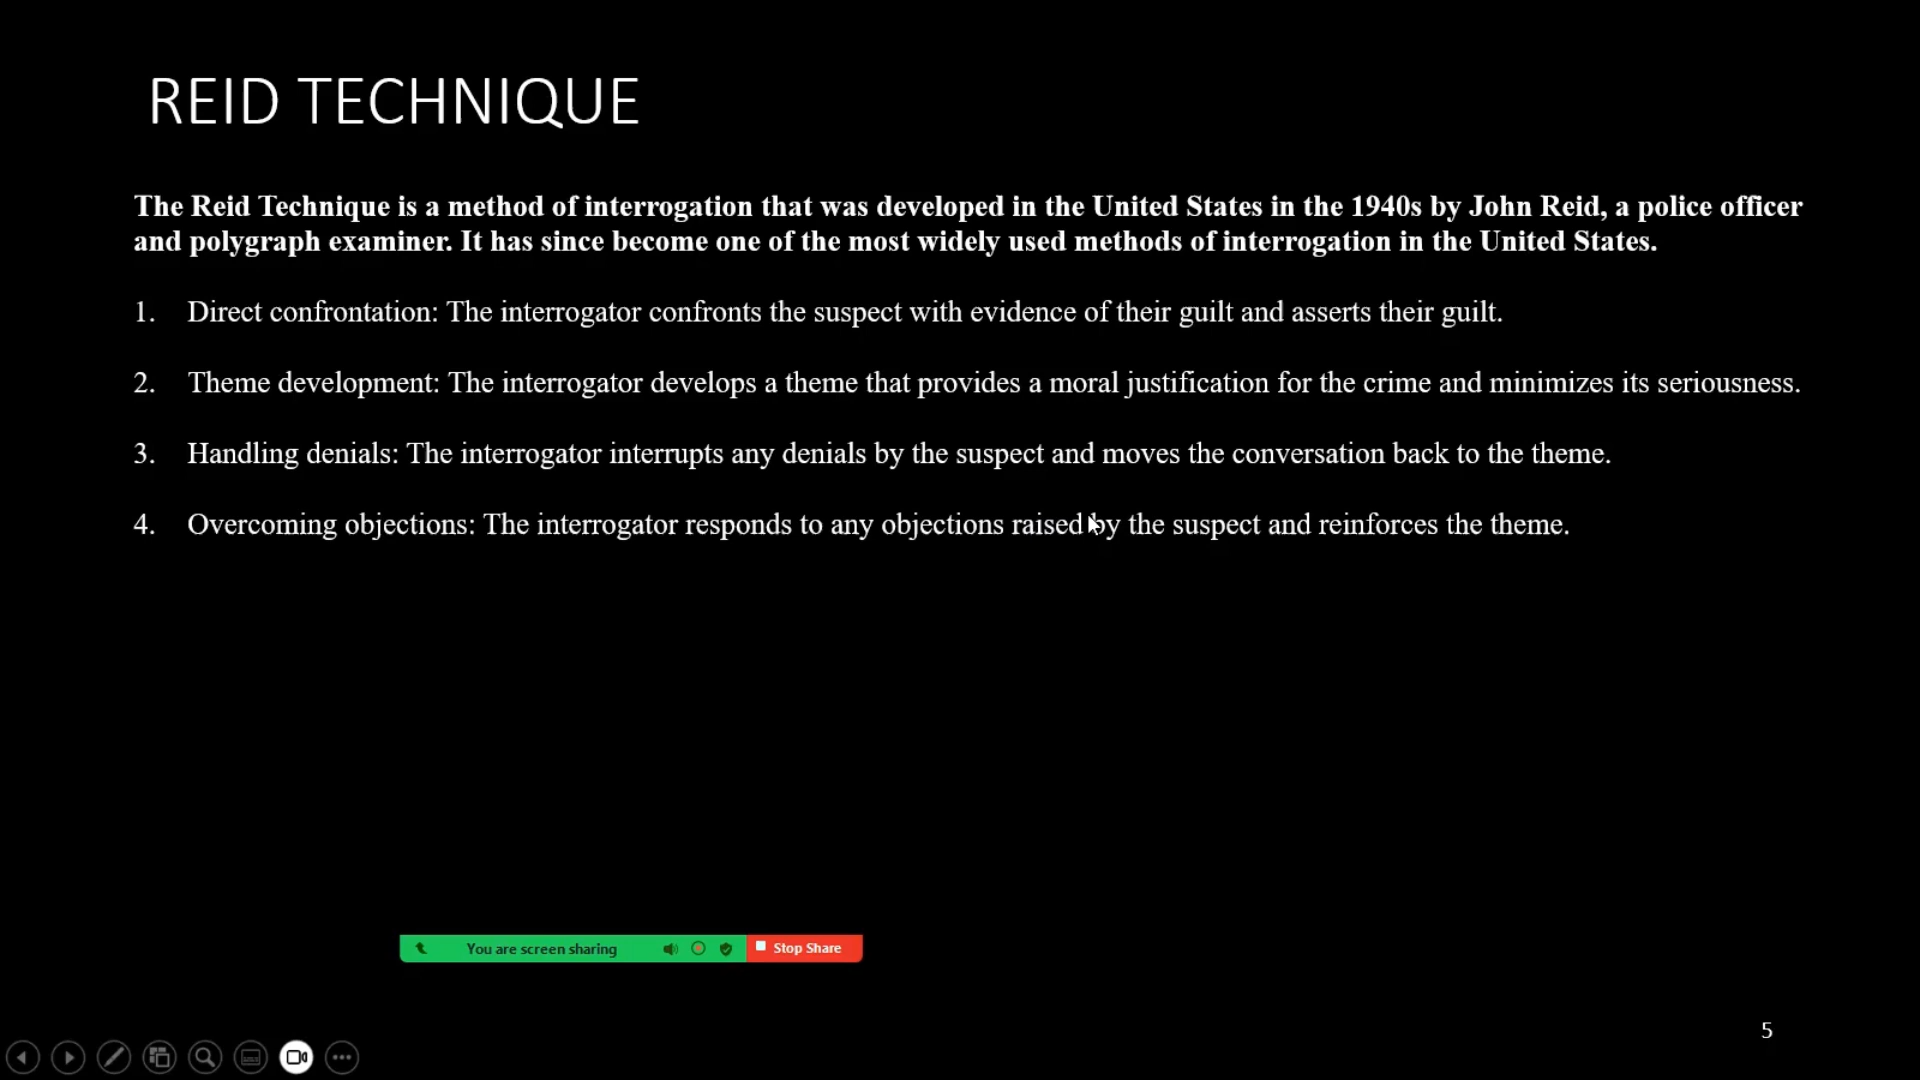 REID TECHNIQUE
The Reid Technique is a method of interrogation that was developed in the United States in the 1940s by John Reid, a police officer
and polygraph examiner. It has since become one of the most widely used methods of interrogation in the United States.
1. Direct confrontation: The interrogator confronts the suspect with evidence of their guilt and asserts their guilt.
2. Theme development: The interrogator develops a theme that provides a moral justification for the crime and minimizes its seriousness.
3. Handling denials: The interrogator interrupts any denials by the suspect and moves the conversation back to the theme.
4. Overcoming objections: The interrogator responds to any objections raised by the suspect and reinforces the theme.
You are screen sharing Stop Share
5